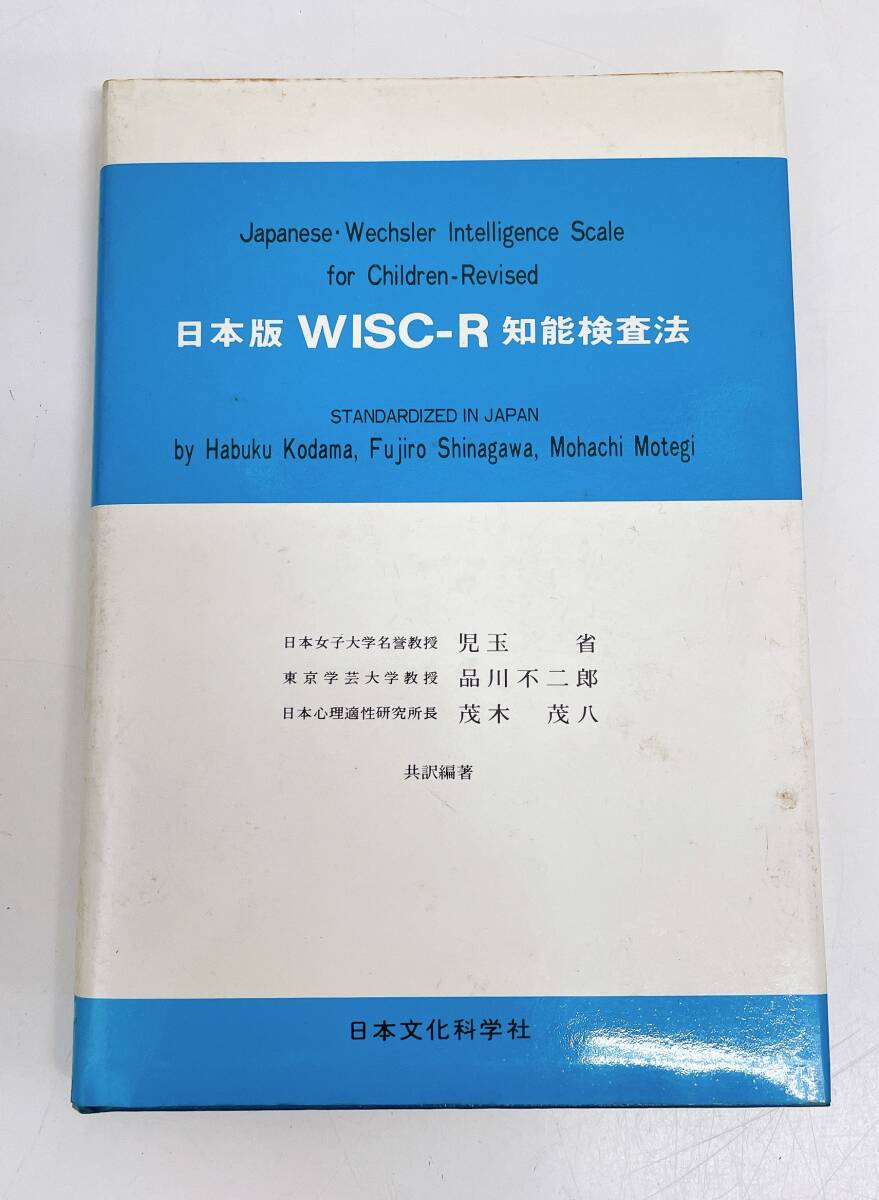 Japanese・Wechsler Intelligence Scale
for Children-Revised
日本版 WISC-R 知能検査法
STANDARDIZED IN JAPAN
by Habuku Kodama, Fujiro Shinagawa, Mohachi Motegi
日本女子大学名誉教授 児玉 省
東京学芸大学教授 品川不二郎
日本心理適性研究所長 茂木 茂八
共訳編著
日本文化科学社